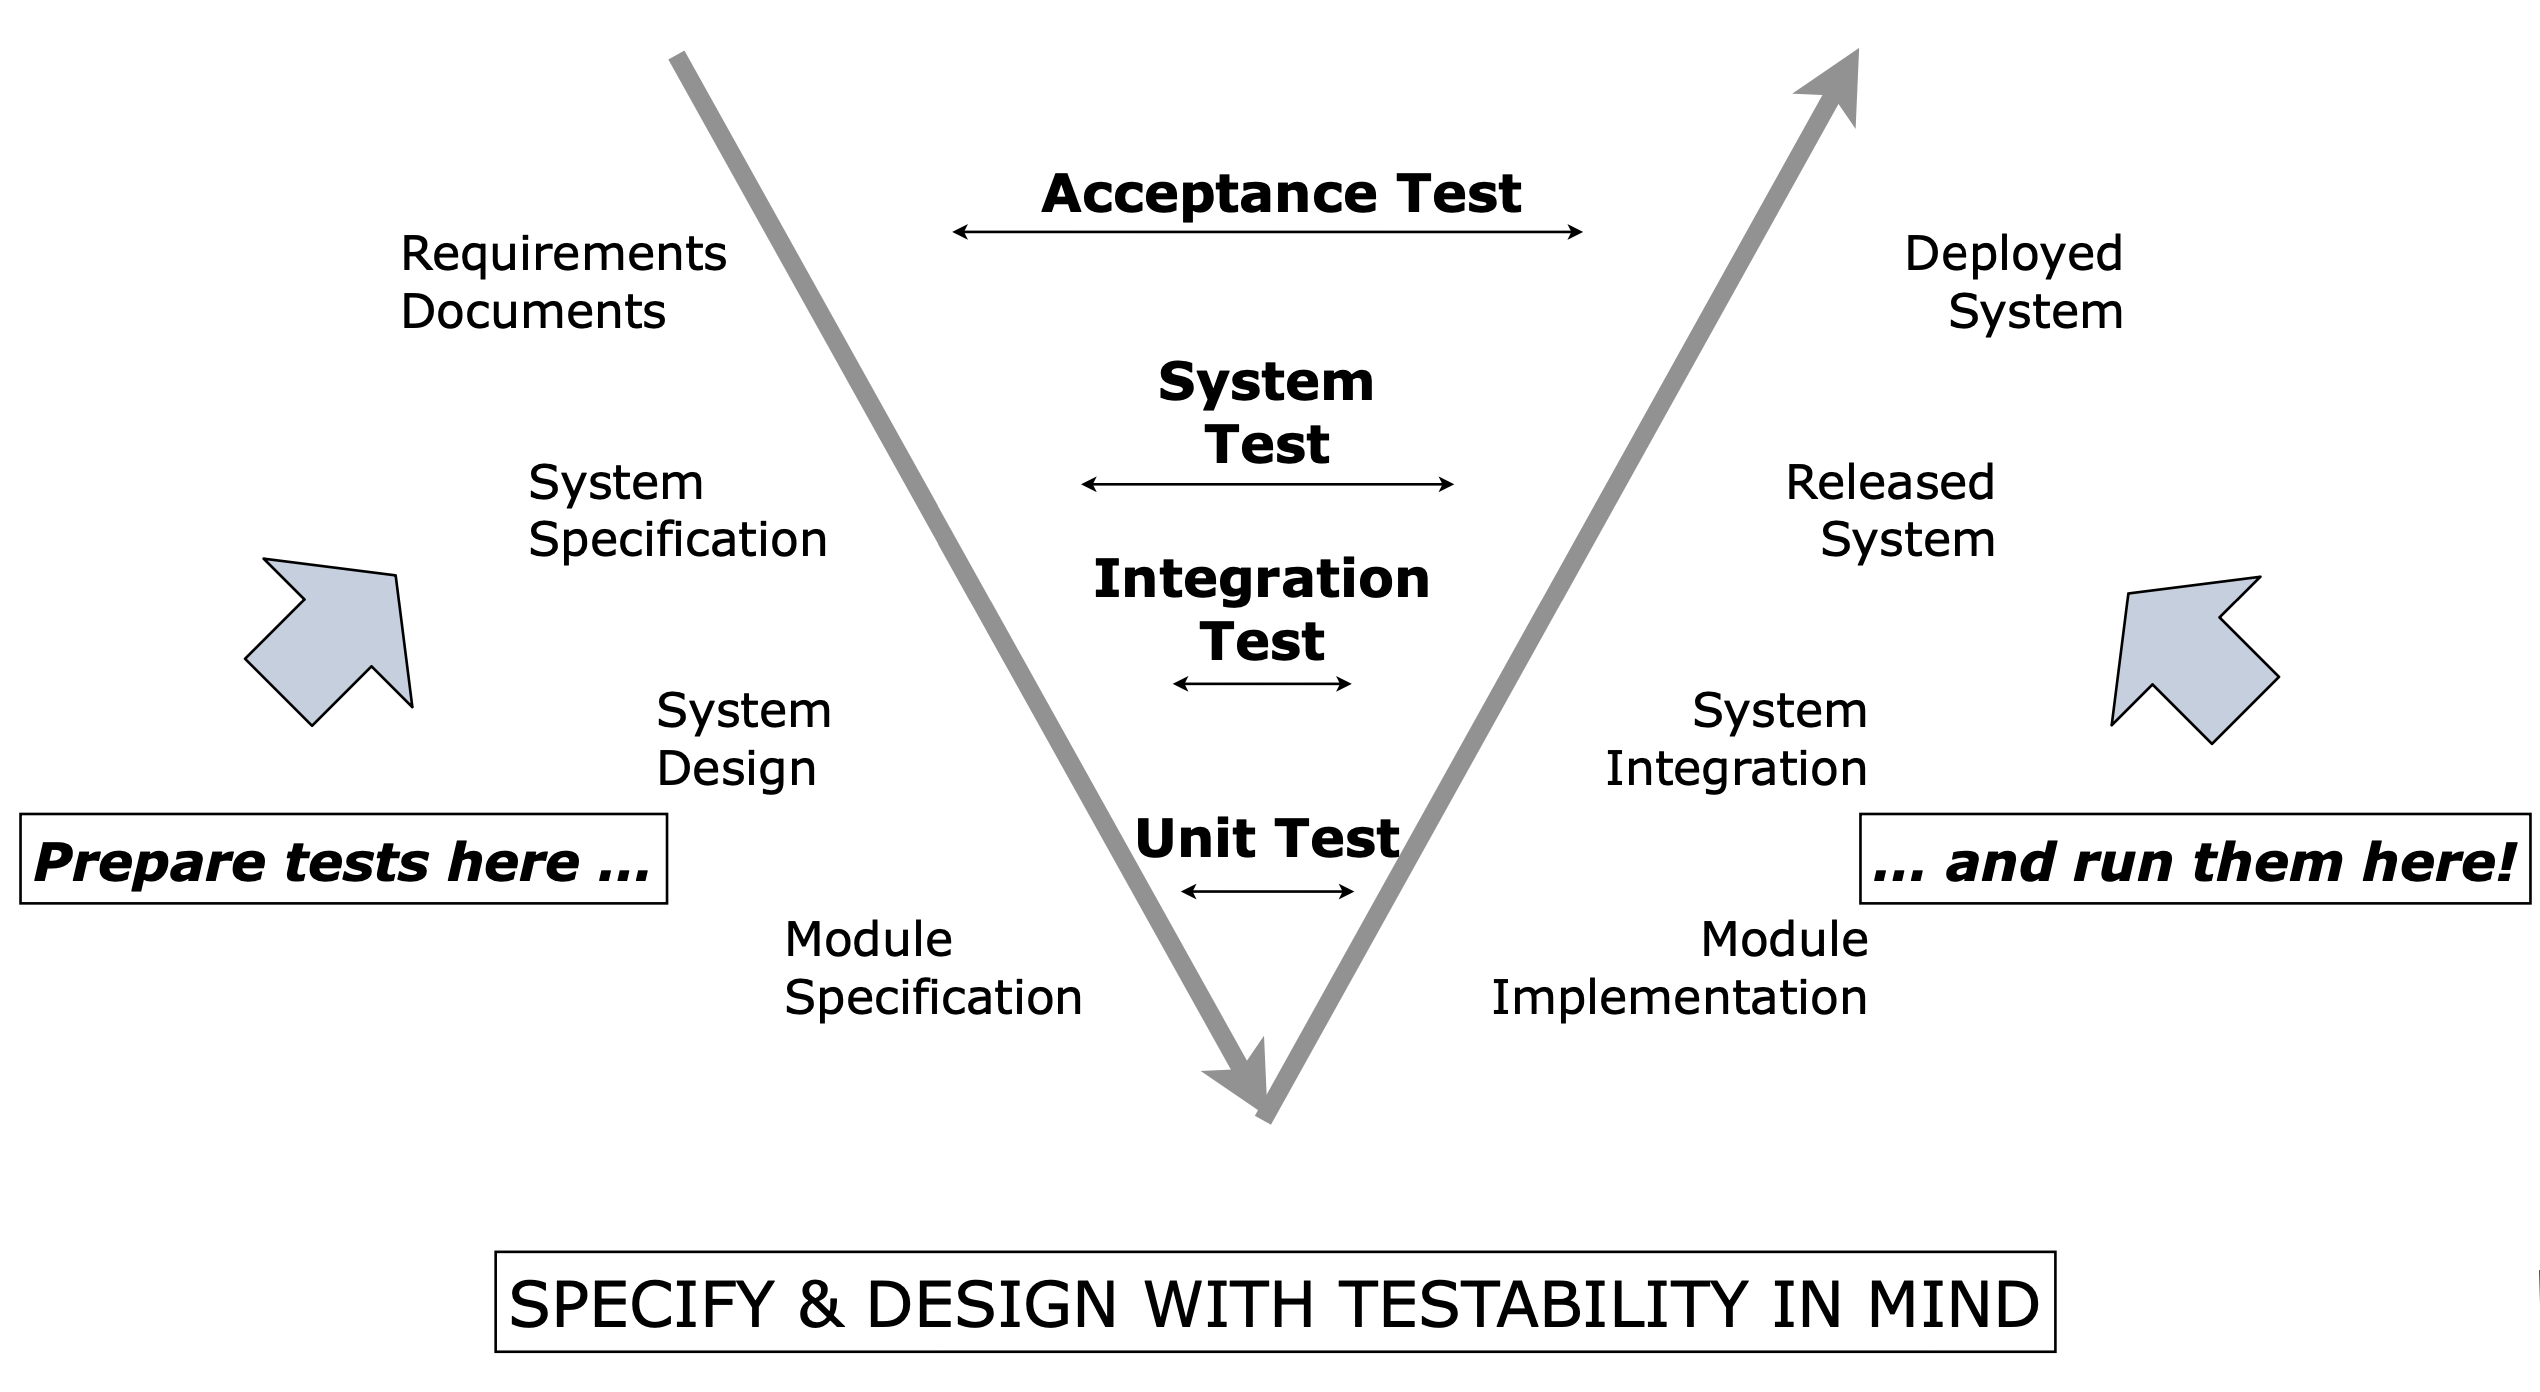 Acceptance Test
Requirements
Documents
Deployed
System
System
Test
System
Specification
Released
System
Integration
Test
System
Design
System
Integration
Prepare tests here ...
Unit Test
... and run them here!
Module
Specification
Module
Implementation
SPECIFY & DESIGN WITH TESTABILITY IN MIND